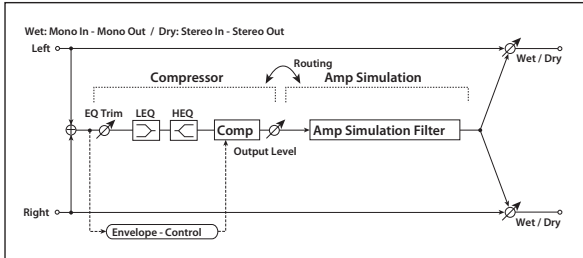 Wet: Mono In - Mono Out / Dry: Stereo In - Stereo Out
Left
Wet / Dry
Routing
Compressor
Amp Simulation
EQ Trim
LEQ
HEQ
Comp
Output Level
Amp Simulation Filter
Right
Wet / Dry
Envelope - Control